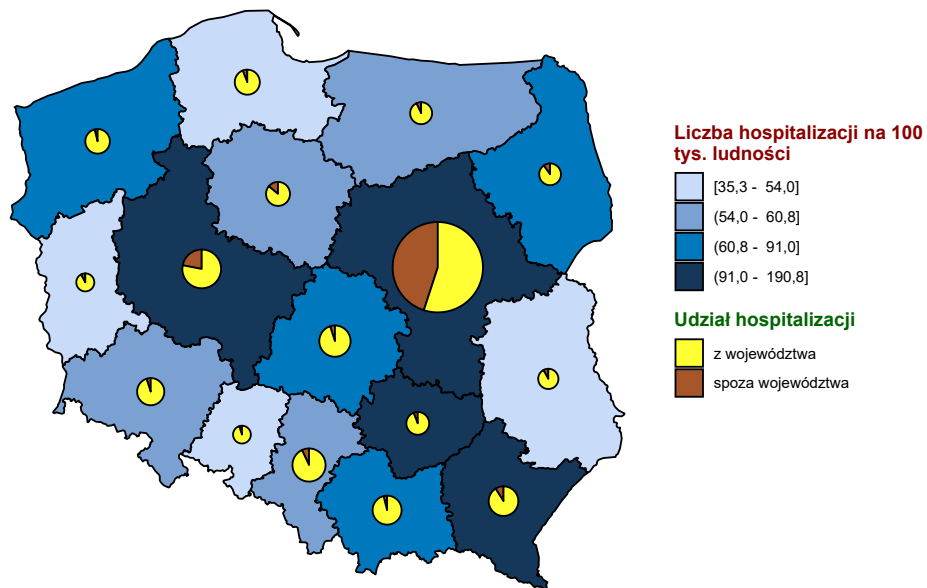 Liczba hospitalizacji na 100
tys. ludności
[35,3 - 54,0]
(54,0 - 60,8]
(60,8 - 91,0]
(91,0 - 190,8]
Udział hospitalizacji
z województwa
spoza województwa